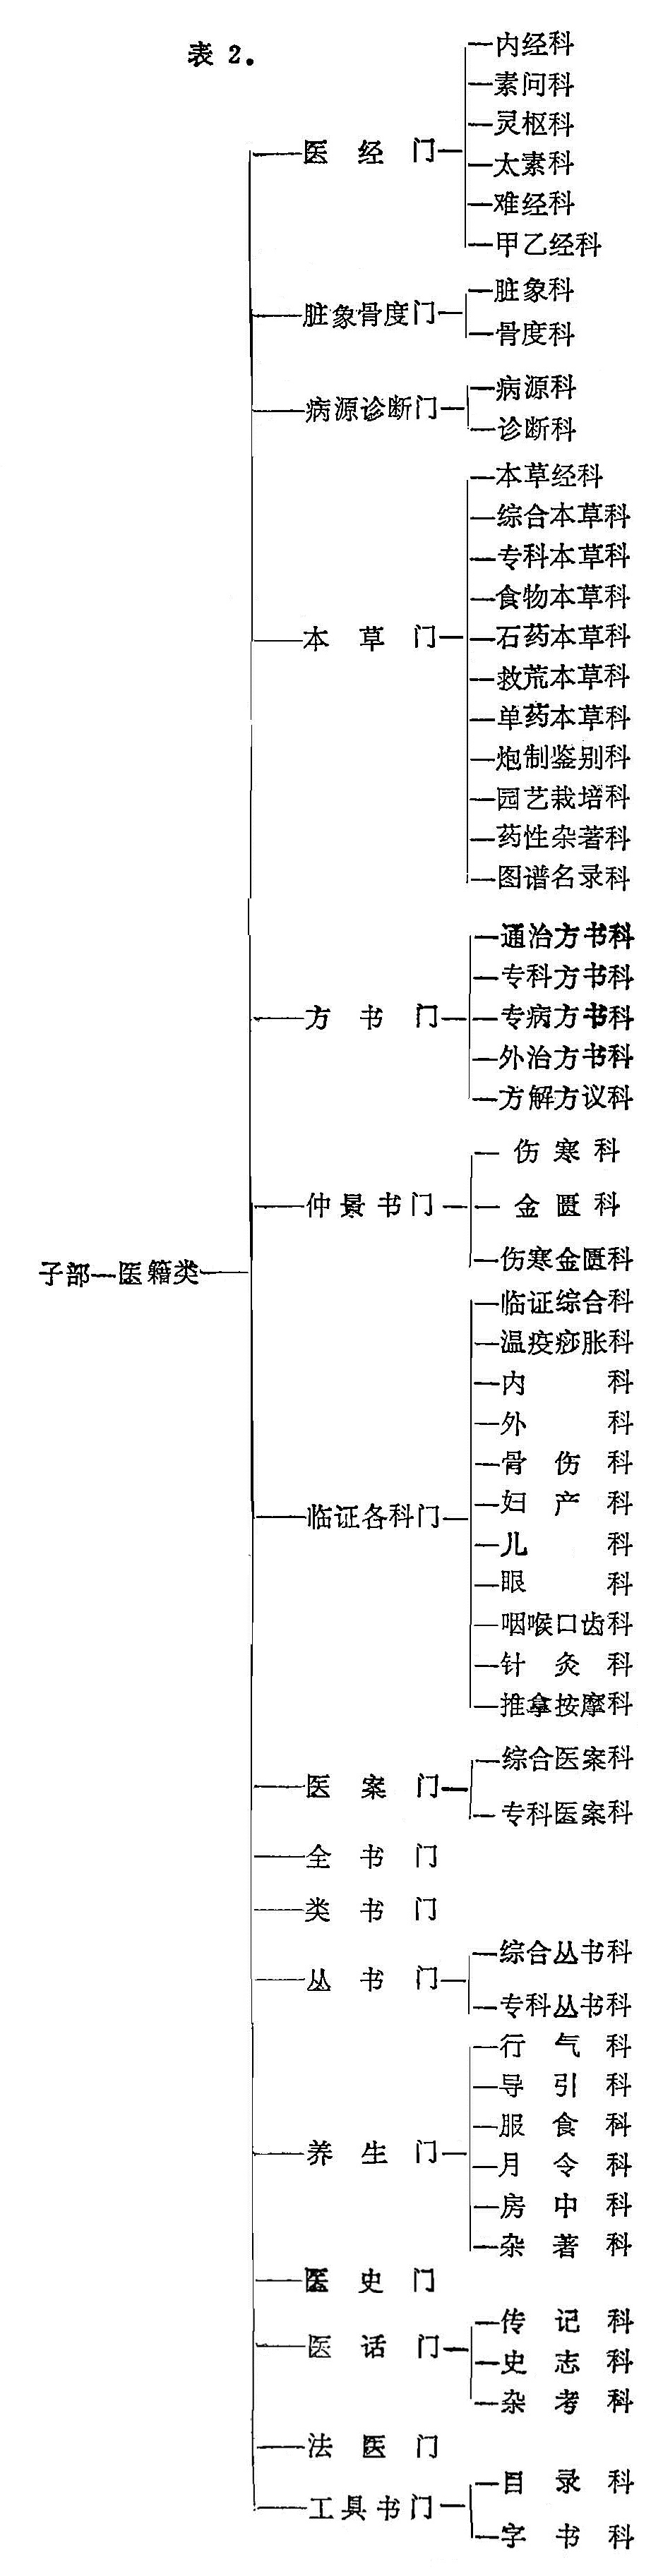 表 2.
子部—医籍类
医经门
内经科
素问科
灵枢科
太素科
难经科
甲乙经科
脏象骨度门
脏象科
骨度科
病源诊断门
病源科
诊断科
本草门
本草经科
综合本草科
专科本草科
食物本草科
石药本草科
救荒本草科
单药本草科
炮制鉴别科
园艺栽培科
药性杂著科
图谱名录科
方书门
通治方书科
专科方书科
专病方书科
外治方书科
方解方议科
仲景书门
伤寒科
金匮科
伤寒金匮科
临证各科门
临证综合科
温疫痧胀科
内科
外科
骨伤科
妇产科
儿科
眼科
咽喉口齿科
针灸科
推拿按摩科
医案门
综合医案科
专科医案科
全书门
类书门
丛书门
综合丛书科
专科丛书科
养生门
行气科
导引科
服食科
月令科
房中科
杂著科
医史门
医话门
传记科
史志科
杂考科
法医门
工具书门
目录科
字书科